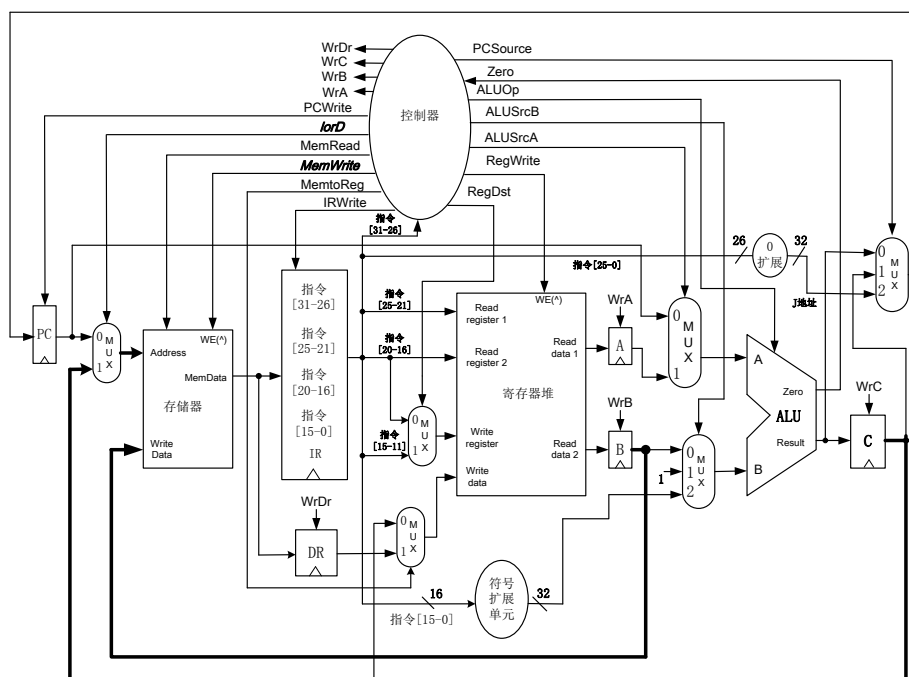 WrDr
WrC
WrB
WrA
PCWrite
IorD
MemRead
MemWrite
MemtoReg
IRWrite
控制器
PCSource
Zero
ALUOp
ALUSrcB
ALUSrcA
RegWrite
RegDst
指令
[31-26]
26
0
扩展
32
指令[25-0]
J地址
0
1
2
M
U
X
PC
0
1
M
U
X
WE(^)
Address
MemData
存储器
Write
Data
指令
[31-26]
指令
[25-21]
指令
[20-16]
指令
[15-0]
IR
指令
[25-21]
指令
[20-16]
指令
[15-11]
0
1
M
U
X
WE(^)
Read
register 1
Read
register 2
Write
register
Write
data
Read
data 1
Read
data 2
寄存器堆
WrA
A
WrB
B
0
1
M
U
X
0
1
2
M
U
X
1
A
B
Zero
ALU
Result
WrC
C
WrDr
DR
0
1
M
U
X
16
指令[15-0]
符号
扩展
单元
32